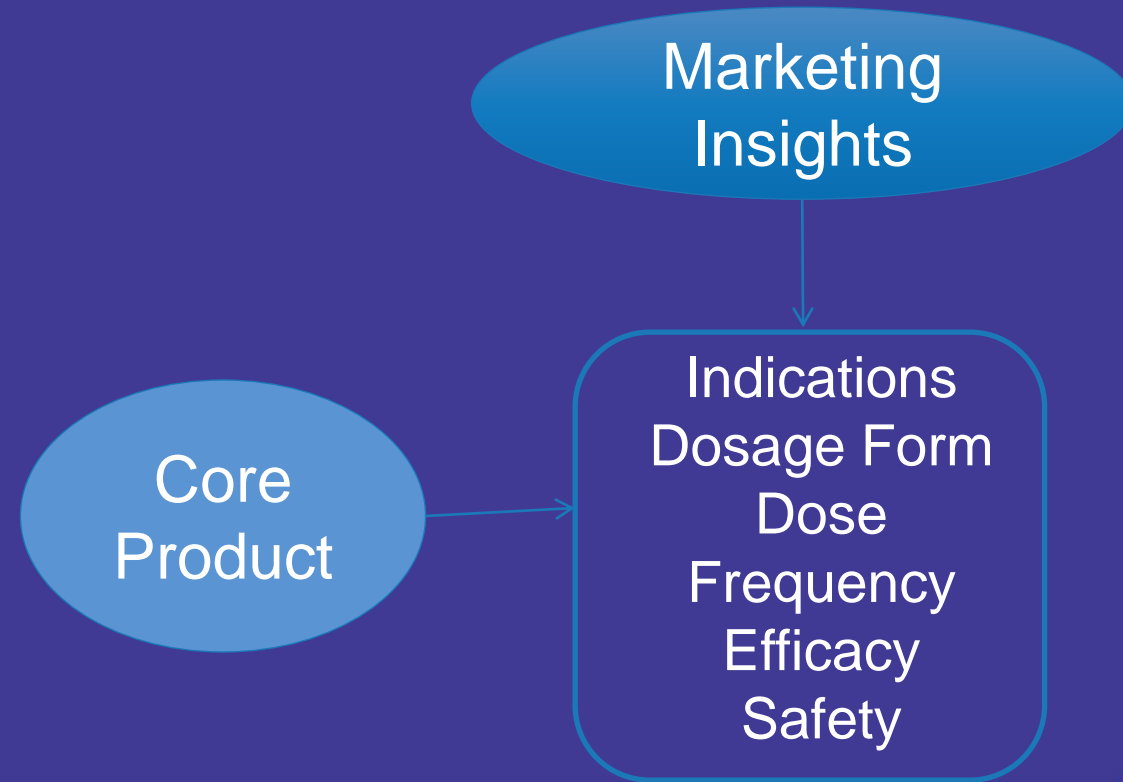 Marketing
Insights
Core
Product
Indications
Dosage Form
Dose
Frequency
Efficacy
Safety